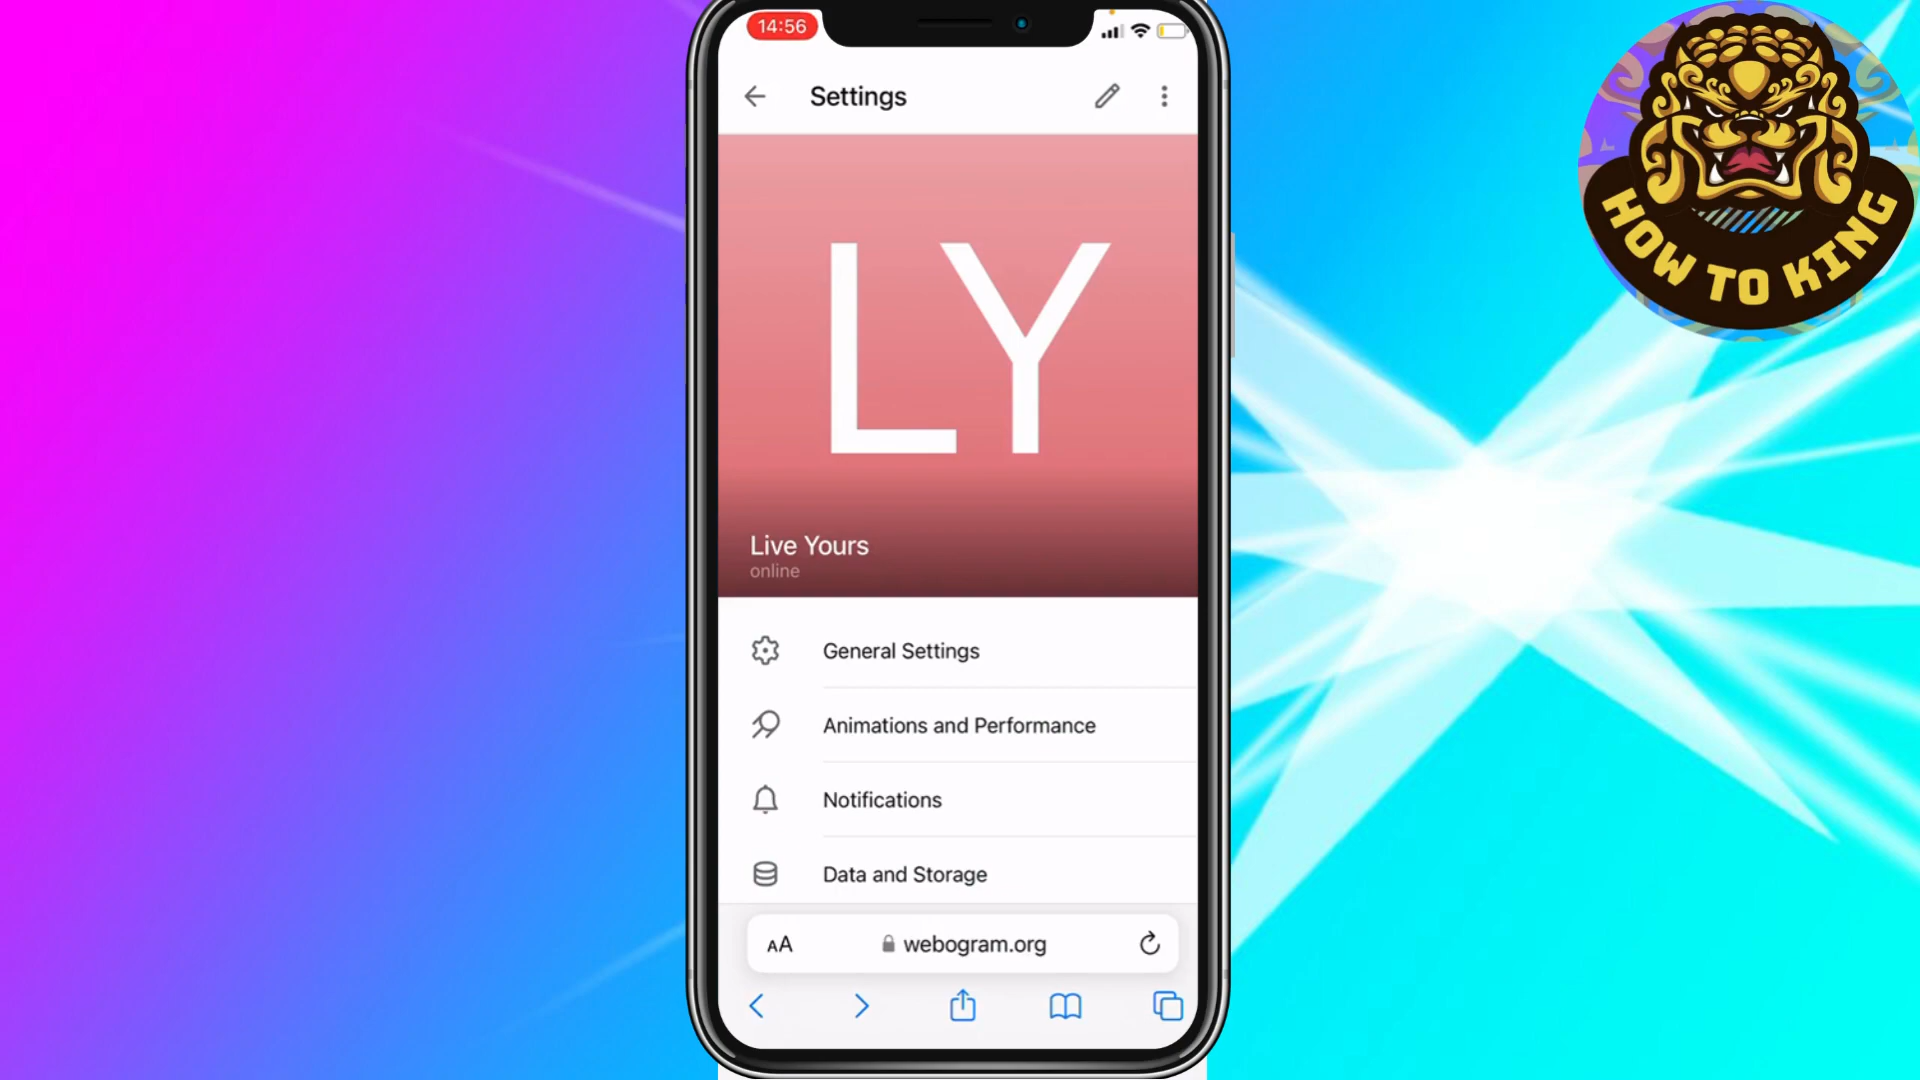 14:56
Settings
LY
Live Yours
online
General Settings
Animations and Performance
Notifications
Data and Storage
AA
webogram.org
HOW TO KING